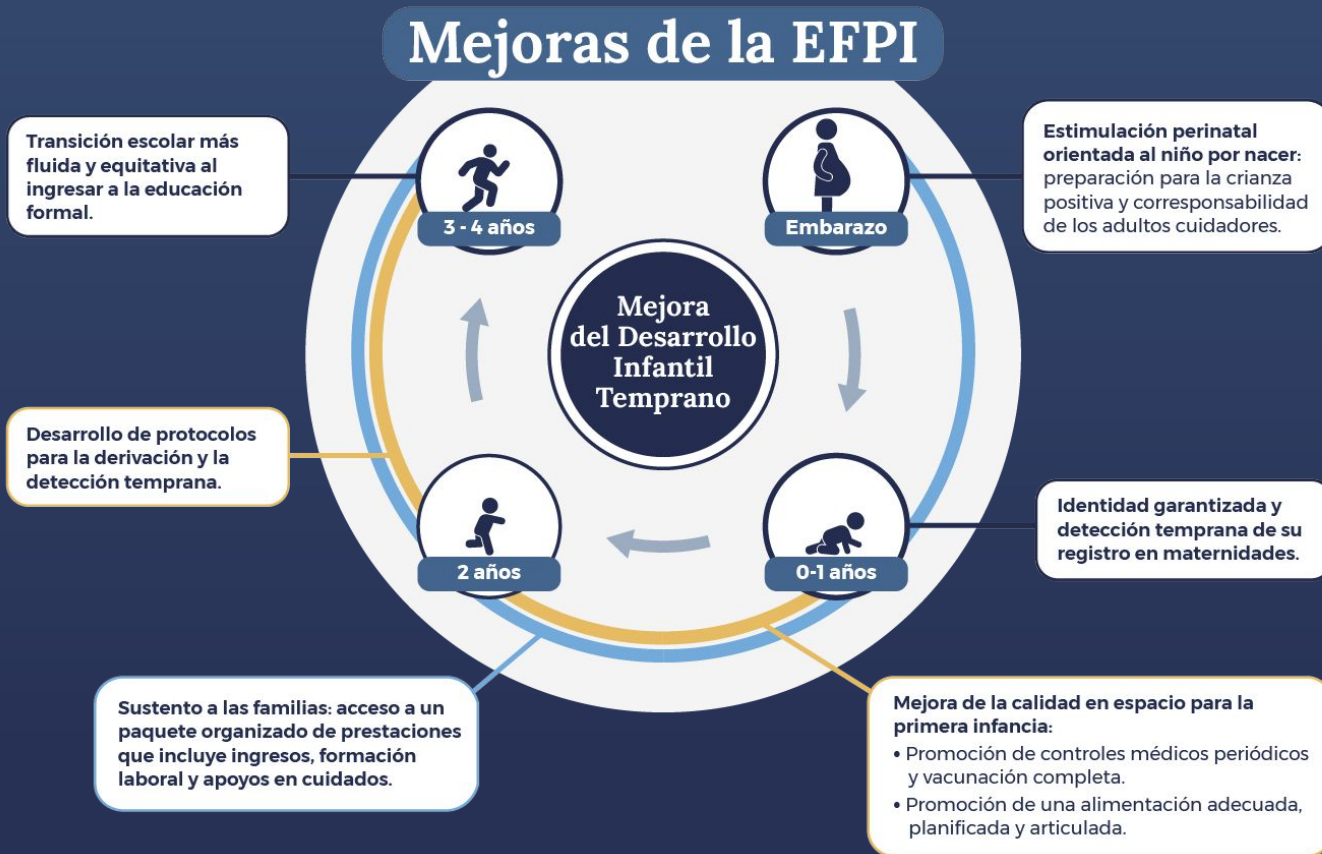 Mejoras de la EFPI
Transición escolar más
fluida y equitativa al
ingresar a la educación
formal.
3 - 4 años
Embarazo
Estimulación perinatal
orientada al niño por nacer:
preparación para la crianza
positiva y corresponsabilidad
de los adultos cuidadores.
Mejora
del Desarrollo
Infantil
Temprano
Desarrollo de protocolos
para la derivación y la
detección temprana.
2 años
0-1 años
Identidad garantizada y
detección temprana de su
registro en maternidades.
Sustento a las familias: acceso a un
paquete organizado de prestaciones
que incluye ingresos, formación
laboral y apoyos en cuidados.
Mejora de la calidad en espacio para la
primera infancia:
• Promoción de controles médicos periódicos
y vacunación completa.
• Promoción de una alimentación adecuada,
planificada y articulada.